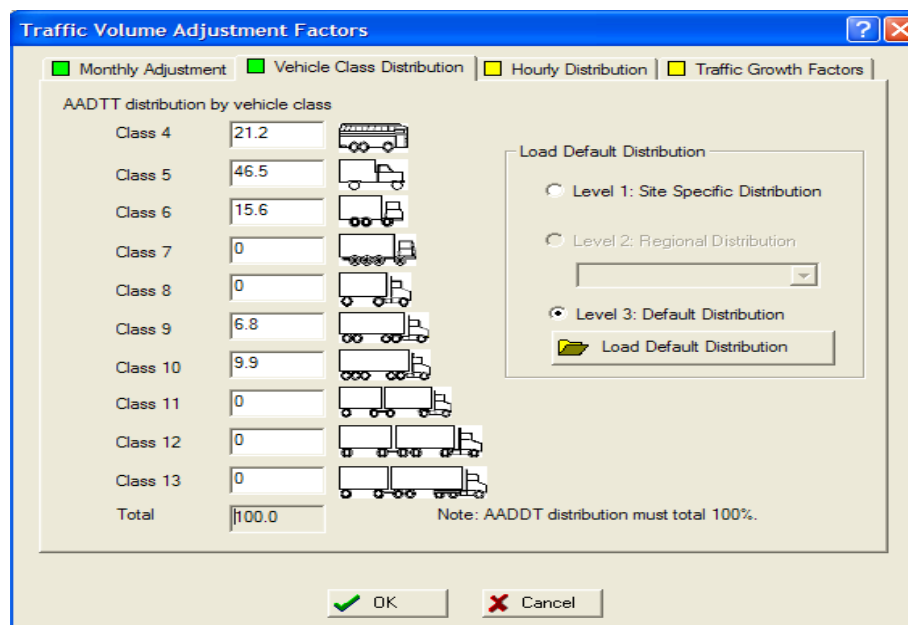 Traffic Volume Adjustment Factors
Monthly Adjustment Vehicle Class Distribution Hourly Distribution Traffic Growth Factors
AADTT distribution by vehicle class
Class 4 21.2
Class 5 46.5
Class 6 15.6
Class 7 0
Class 8 0
Class 9 6.8
Class 10 9.9
Class 11 0
Class 12 0
Class 13 0
Total 100.0
Load Default Distribution
Level 1: Site Specific Distribution
Level 2: Regional Distribution
Level 3: Default Distribution
Load Default Distribution
Note: AADDT distribution must total 100%.
OK Cancel